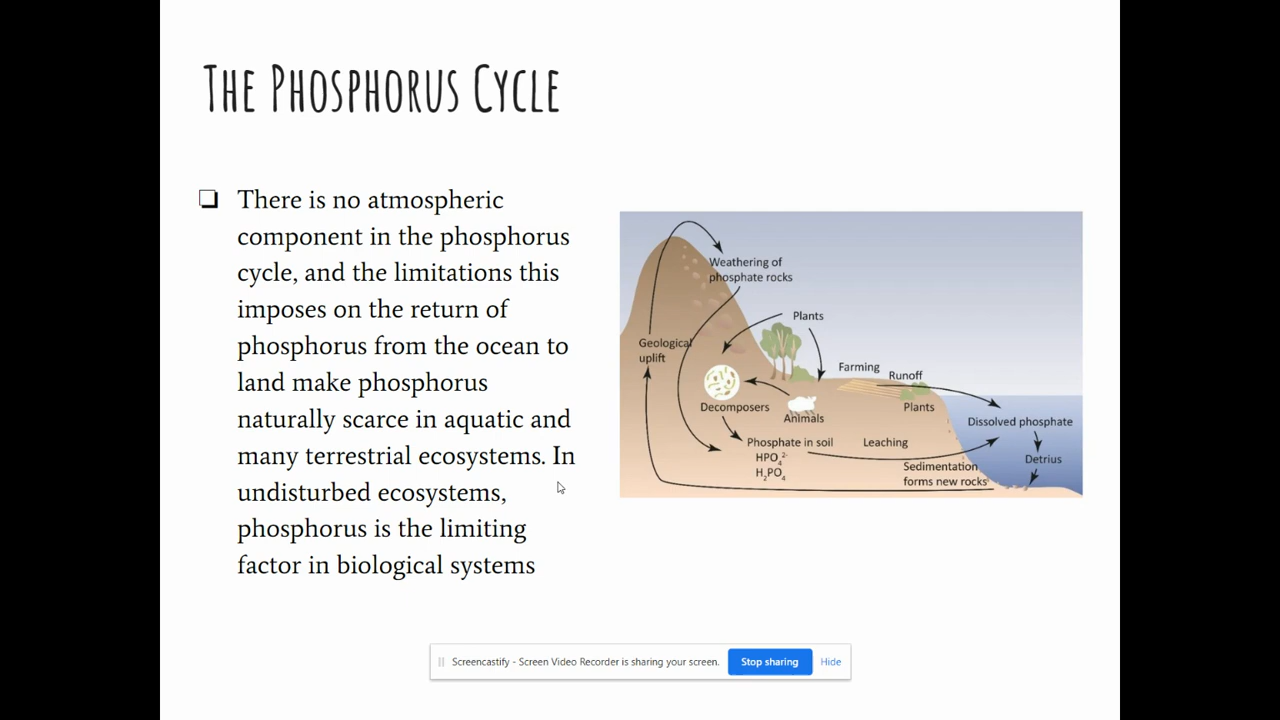 The Phosphorus Cycle
There is no atmospheric
component in the phosphorus
cycle, and the limitations this
imposes on the return of
phosphorus from the ocean to
land make phosphorus
naturally scarce in aquatic and
many terrestrial ecosystems. In
undisturbed ecosystems,
phosphorus is the limiting
factor in biological systems
Weathering of
phosphate rocks
Plants
Geological
uplift
Farming
Runoff
Plants
Decomposers
Animals
Dissolved phosphate
Phosphate in soil
HPO₄²⁻
H₂PO₄
Leaching
Detrius
Sedimentation
forms new rocks
Screencastify - Screen Video Recorder is sharing your screen.
Stop sharing
Hide